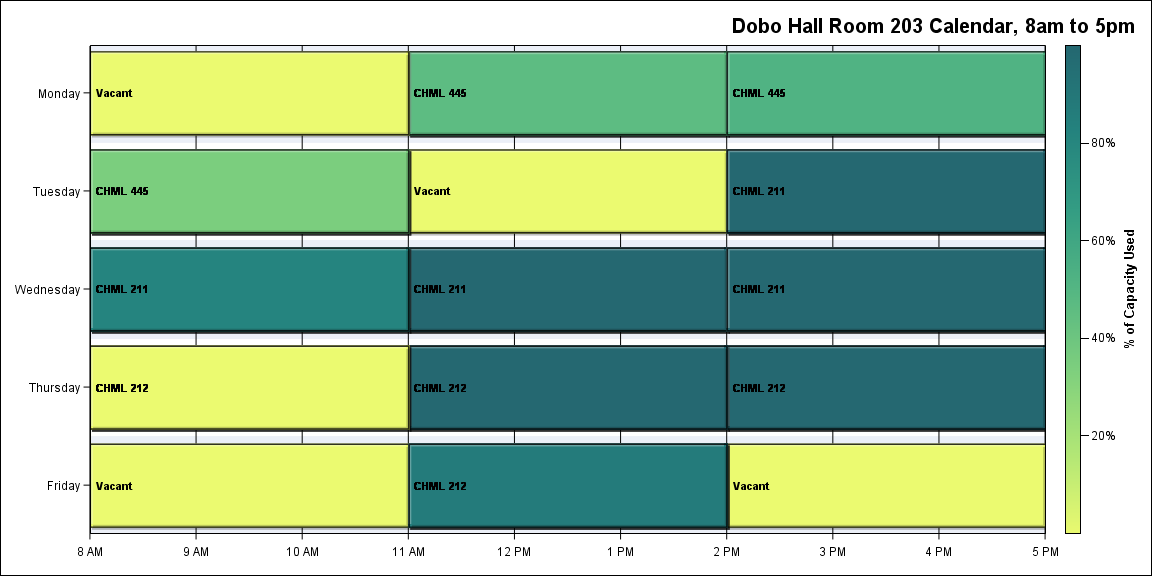 Dobo Hall Room 203 Calendar, 8am to 5pm
Monday
Vacant
CHML 445
CHML 445
Tuesday
CHML 445
Vacant
CHML 211
Wednesday
CHML 211
CHML 211
CHML 211
Thursday
CHML 212
CHML 212
CHML 212
Friday
Vacant
CHML 212
Vacant
8 AM
9 AM
10 AM
11 AM
12 PM
1 PM
2 PM
3 PM
4 PM
5 PM
80%
60%
40%
20%
% of Capacity Used